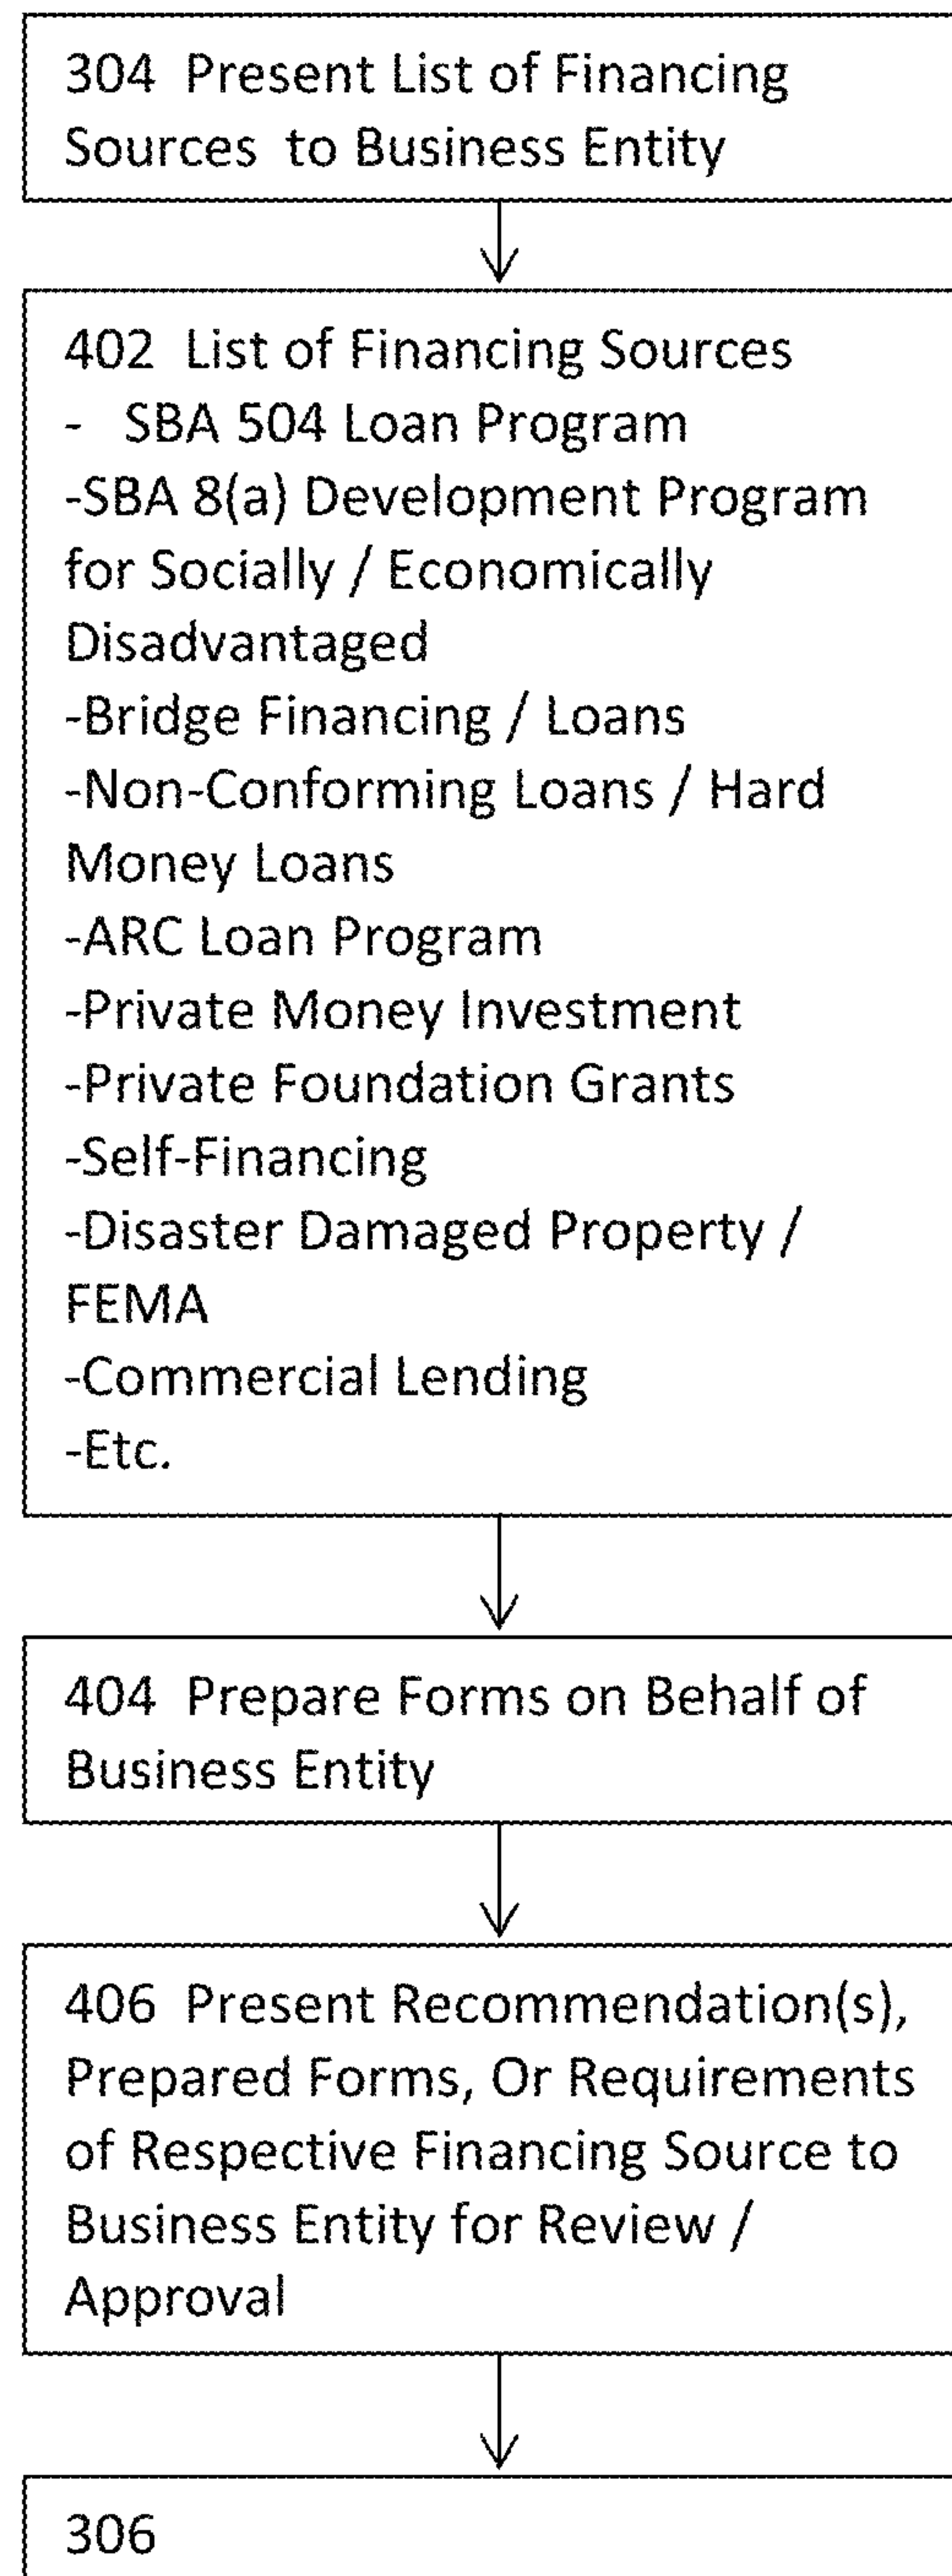 304 Present List of Financing
Sources to Business Entity
402 List of Financing Sources
- SBA 504 Loan Program
-SBA 8(a) Development Program
for Socially / Economically
Disadvantaged
-Bridge Financing / Loans
-Non-Conforming Loans / Hard
Money Loans
-ARC Loan Program
-Private Money Investment
-Private Foundation Grants
-Self-Financing
-Disaster Damaged Property /
FEMA
-Commercial Lending
-Etc.
404 Prepare Forms on Behalf of
Business Entity
406 Present Recommendation(s),
Prepared Forms, Or Requirements
of Respective Financing Source to
Business Entity for Review /
Approval
306